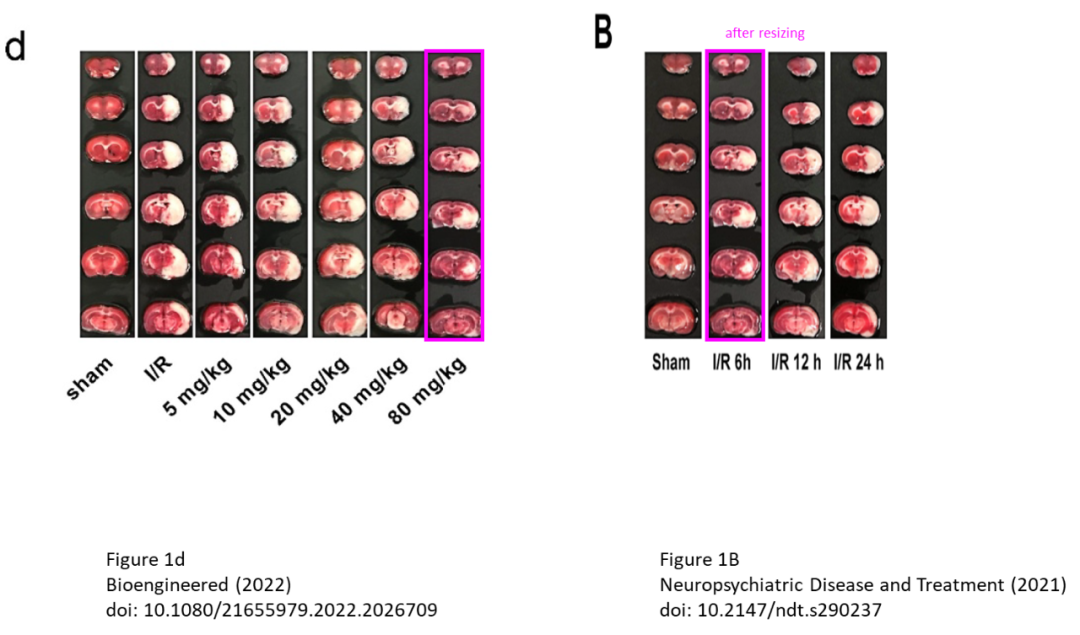 d
sham
I/R
5 mg/kg
10 mg/kg
20 mg/kg
40 mg/kg
80 mg/kg
Figure 1d
Bioengineered (2022)
doi: 10.1080/21655979.2022.2026709
B
after resizing
Sham
I/R 6h
I/R 12 h
I/R 24 h
Figure 1B
Neuropsychiatric Disease and Treatment (2021)
doi: 10.2147/ndt.s290237